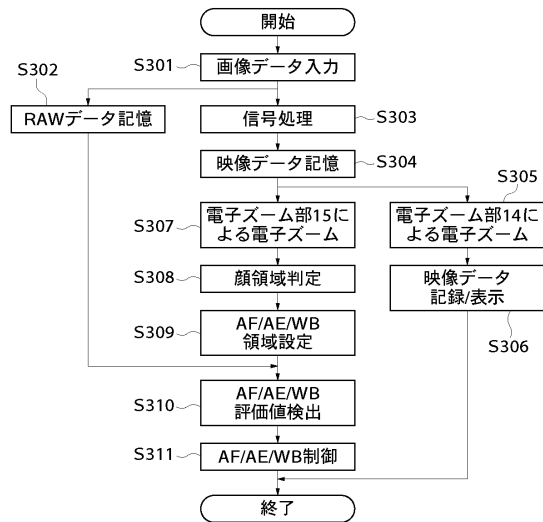 開始
S301
画像データ入力
S302
RAWデータ記憶
信号処理
S303
映像データ記憶
S304
S305
S307
電子ズーム部15に
よる電子ズーム
電子ズーム部14に
よる電子ズーム
S308
顔領域判定
映像データ
記録/表示
S306
S309
AF/AE/WB
領域設定
S310
AF/AE/WB
評価値検出
S311
AF/AE/WB制御
終了